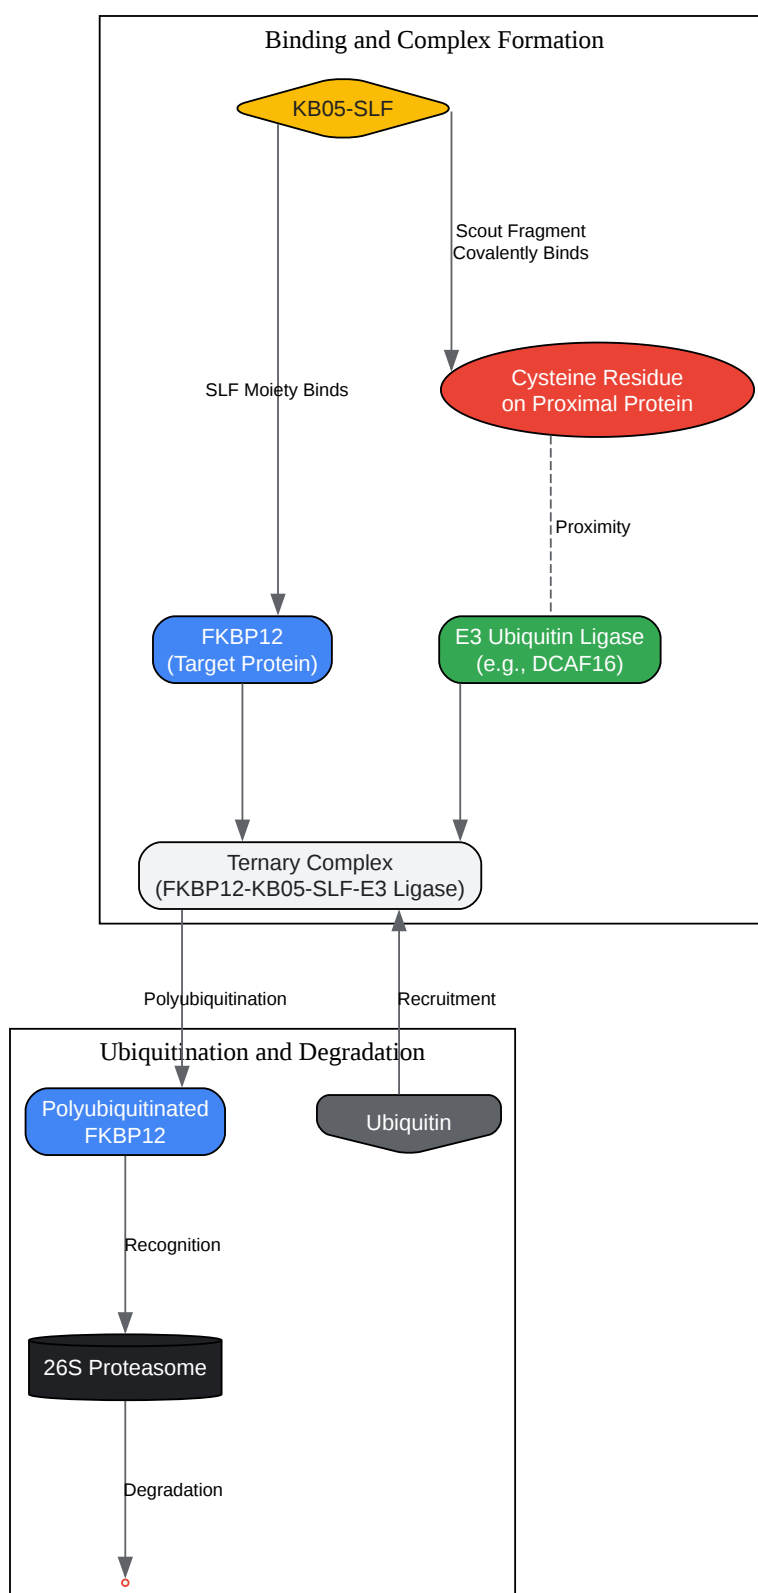 Binding and Complex Formation
KB05-SLF
Scout Fragment
Covalently Binds
Cysteine Residue
on Proximal Protein
SLF Moiety Binds
Proximity
FKBP12
(Target Protein)
E3 Ubiquitin Ligase
(e.g., DCAF16)
Ternary Complex
(FKBP12-KB05-SLF-E3 Ligase)
Polyubiquitination
Recruitment
Ubiquitination and Degradation
Polyubiquitinated
FKBP12
Ubiquitin
Recognition
26S Proteasome
Degradation